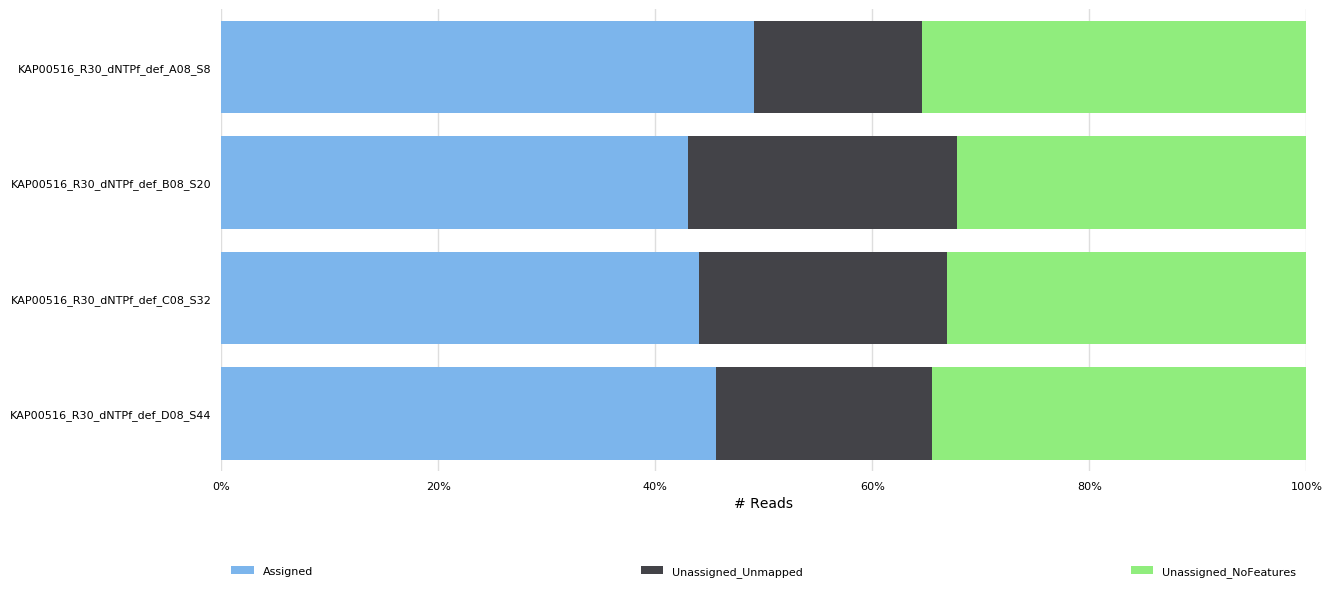 KAP00516_R30_dNTPf_def_A08_S8
KAP00516_R30_dNTPf_def_B08_S20
KAP00516_R30_dNTPf_def_C08_S32
KAP00516_R30_dNTPf_def_D08_S44
0% 20% 40% 60% 80% 100%
# Reads
Assigned Unassigned_Unmapped Unassigned_NoFeatures